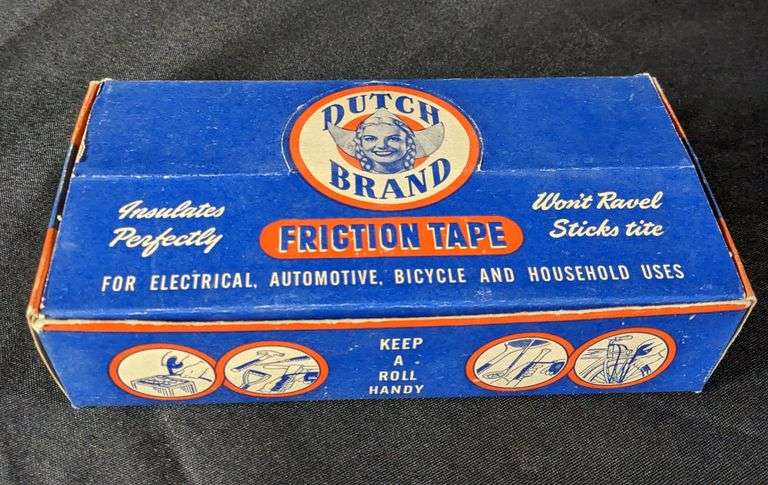 DUTCH
BRAND
Insulates
Perfectly
FRICTION TAPE
Won't Ravel
Sticks tite
FOR ELECTRICAL, AUTOMOTIVE, BICYCLE AND HOUSEHOLD USES
KEEP
A
ROLL
HANDY